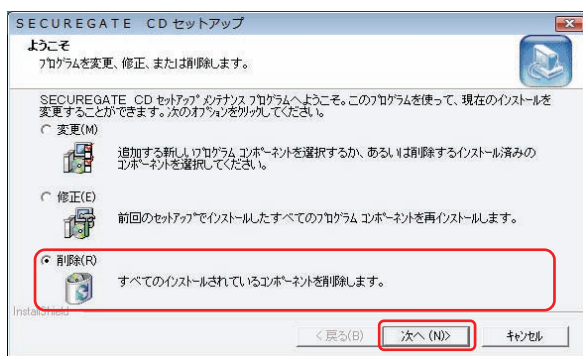 ＳＥＣＵＲＥＧＡＴＥ　ＣＤ セットアップ
ようこそ
プログラムを変更、修正、または削除します。
SECUREGATE CD セットアップ メンテナンス プログラムへようこそ。このプログラムを使って、現在のインストールを
変更することができます。次のオプションをクリックしてください。
変更(M)
追加する新しいプログラム コンポーネントを選択するか、あるいは削除するインストール済みの
コンポーネントを選択してください。
修正(E)
前回のセットアップでインストールしたすべてのプログラム コンポーネントを再インストールします。
削除(R)
すべてのインストールされているコンポーネントを削除します。
InstallShield
< 戻る(B)
次へ (N)>
キャンセル